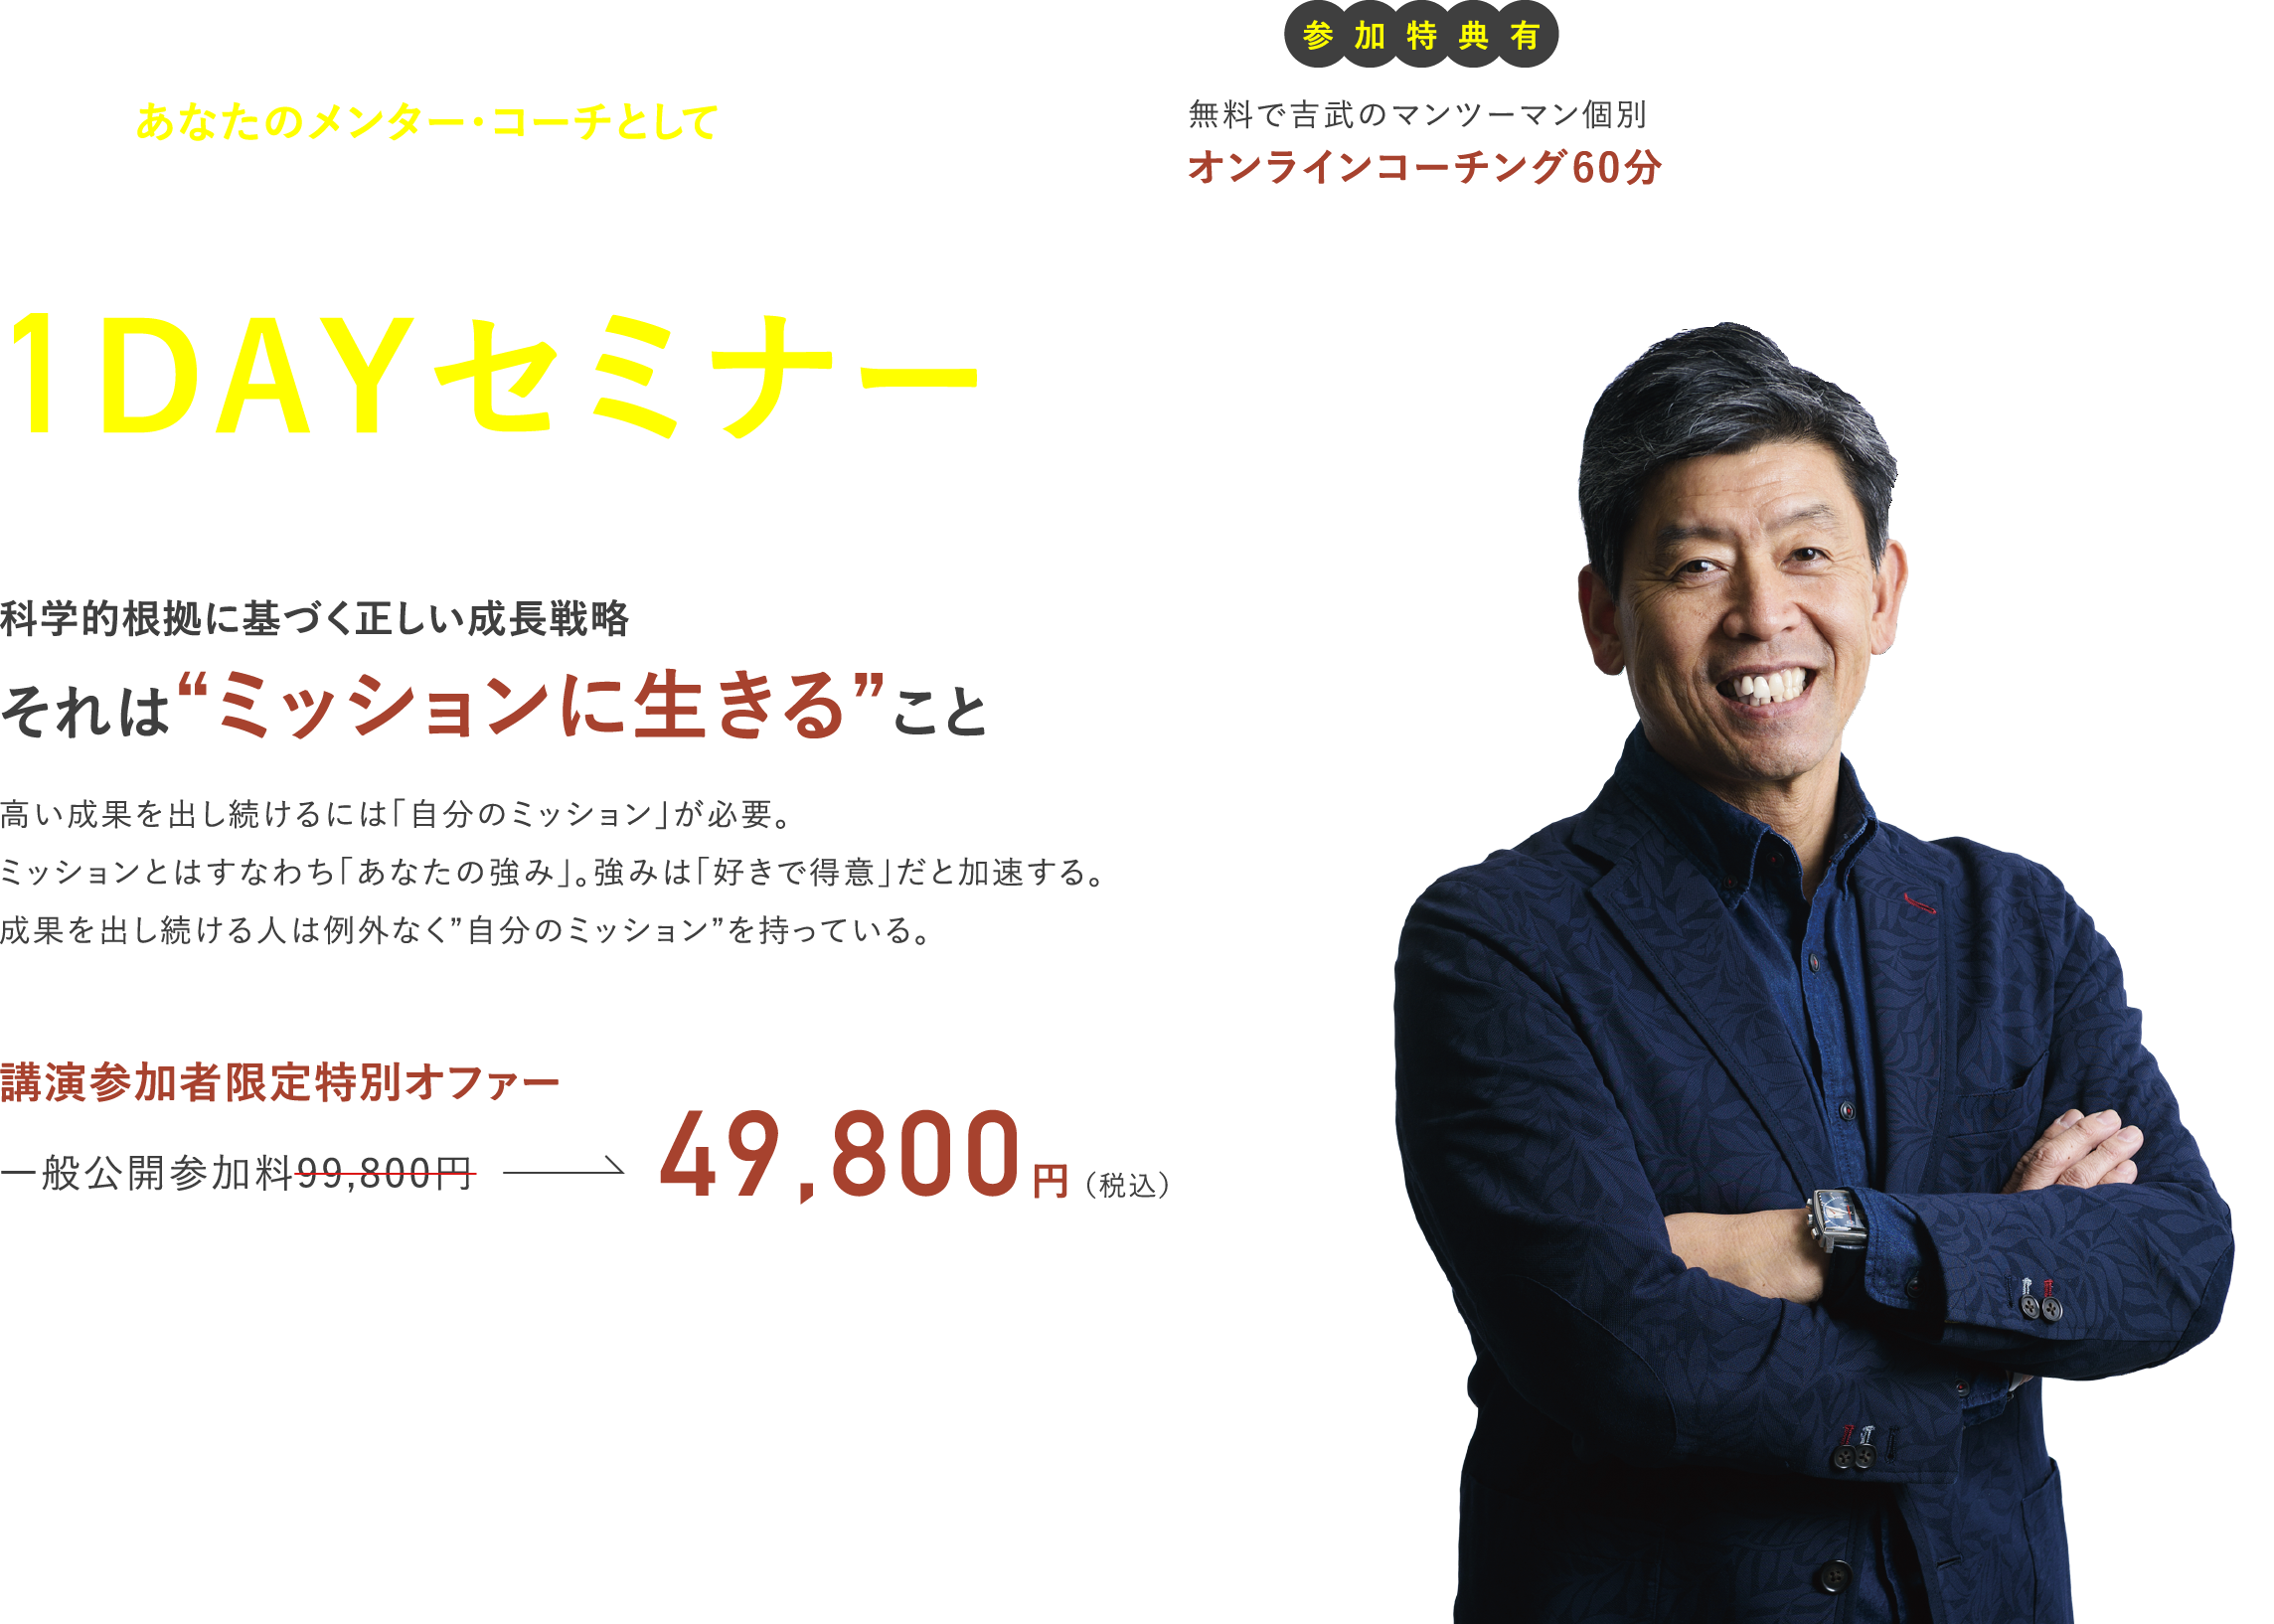 参加特典有
あなたのメンター・コーチとして
無料で吉武のマンツーマン個別
オンラインコーチング60分
1DAYセミナー
科学的根拠に基づく正しい成長戦略
それは“ミッションに生きる”こと
高い成果を出し続けるには「自分のミッション」が必要。
ミッションとはすなわち「あなたの強み」。強みは「好きで得意」だと加速する。
成果を出し続ける人は例外なく”自分のミッション”を持っている。
講演参加者限定特別オファー
一般公開参加料99,800円 → 49,800円（税込）